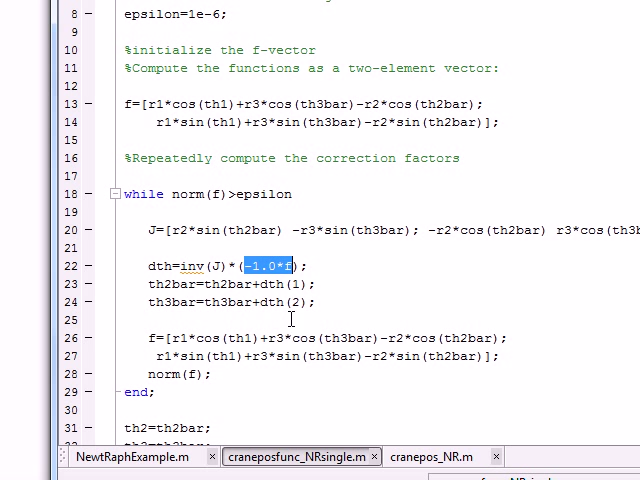 8 — epsilon=1e-6;
9
10 %initialize the f-vector
11 %Compute the functions as a two-element vector:
12
13 — f=[r1*cos(th1)+r3*cos(th3bar)-r2*cos(th2bar);
14 — r1*sin(th1)+r3*sin(th3bar)-r2*sin(th2bar)];
15
16 %Repeatedly compute the correction factors
17
18 — while norm(f)>epsilon
19
20 — J=[r2*sin(th2bar) -r3*sin(th3bar); -r2*cos(th2bar) r3*cos(th3b
21
22 — dth=inv(J)*(-1.0*f);
23 — th2bar=th2bar+dth(1);
24 — th3bar=th3bar+dth(2);
25
26 — f=[r1*cos(th1)+r3*cos(th3bar)-r2*cos(th2bar);
27 — r1*sin(th1)+r3*sin(th3bar)-r2*sin(th2bar)];
28 — norm(f);
29 — end;
30
31 — th2=th2bar;
NewtRaphExample.m × craneposfunc_NRsingle.m × cranepos_NR.m ×